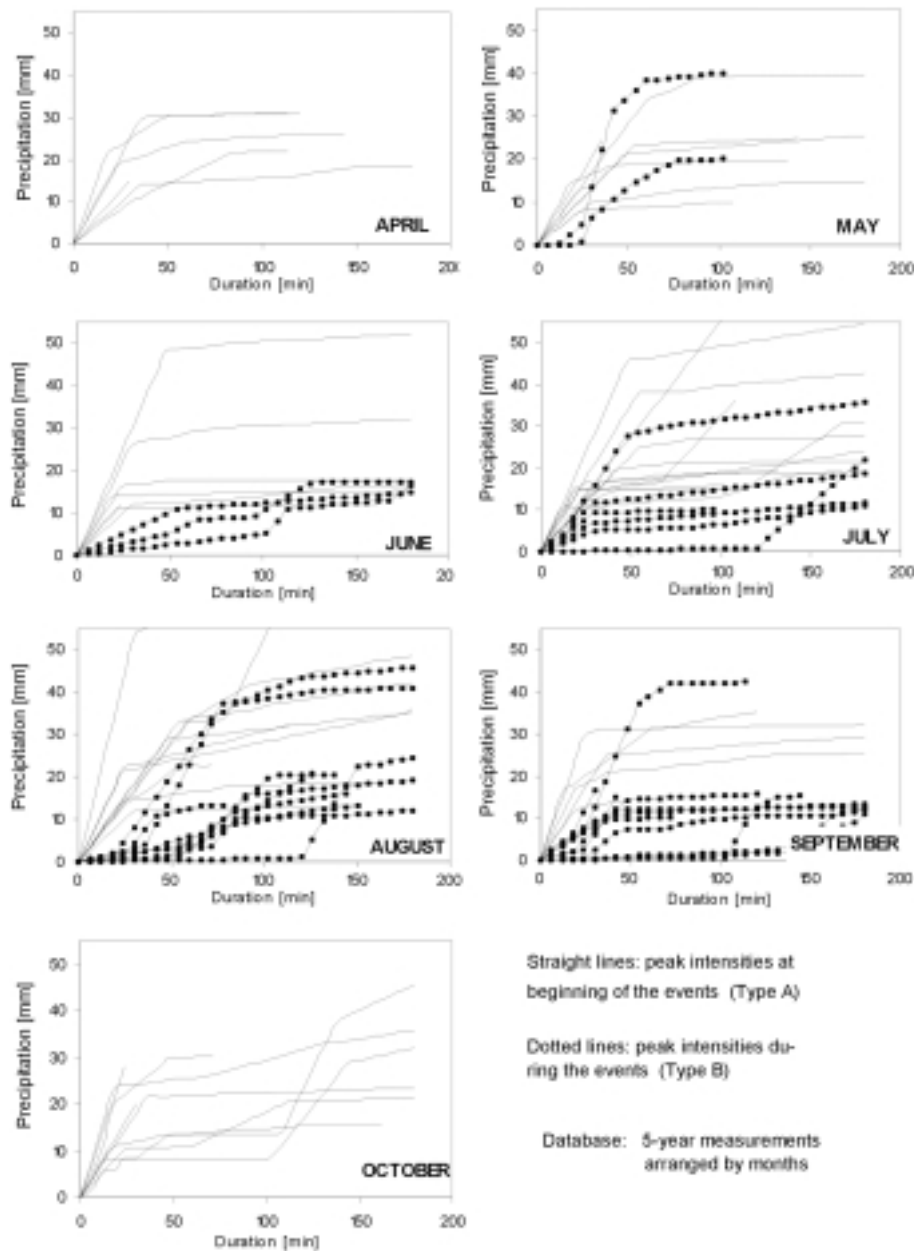 Precipitation [mm]
50
40
30
20
10
0
APRIL
0 50 100 150 200
Duration [min]
Precipitation [mm]
50
40
30
20
10
0
MAY
0 50 100 150 200
Duration [min]
Precipitation [mm]
50
40
30
20
10
0
JUNE
0 50 100 150 20
Duration [min]
Precipitation [mm]
50
40
30
20
10
0
JULY
0 50 100 150 200
Duration [min]
Precipitation [mm]
50
40
30
20
10
0
AUGUST
0 50 100 150 200
Duration [min]
Precipitation [mm]
50
40
30
20
10
0
SEPTEMBER
0 50 100 150 200
Duration [min]
Precipitation [mm]
50
40
30
20
10
0
OCTOBER
0 50 100 150 200
Duration [min]
Straight lines: peak intensities at
beginning of the events (Type A)
Dotted lines: peak intensities du-
ring the events (Type B)
Database: 5-year measurements
arranged by months